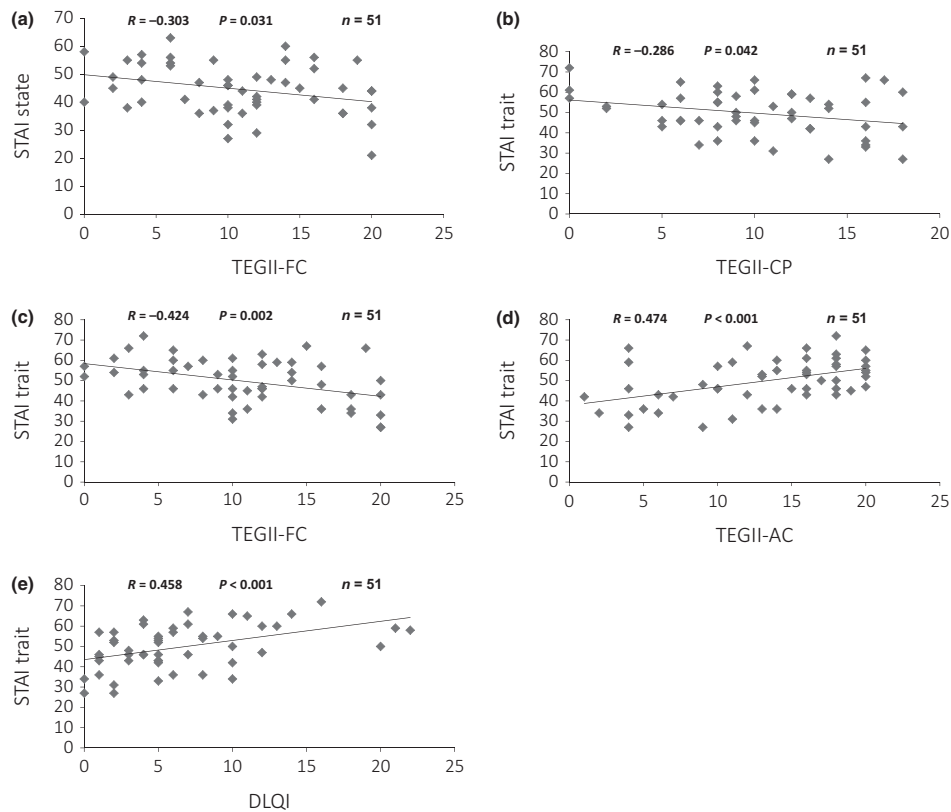 (a)
R = –0.303 P = 0.031 n = 51
70
60
50
40
30
20
10
0
STAI state
0 5 10 15 20 25
TEGII-FC
(b)
R = –0.286 P = 0.042 n = 51
80
70
60
50
40
30
20
10
0
STAI trait
0 5 10 15 20
TEGII-CP
(c)
R = –0.424 P = 0.002 n = 51
80
70
60
50
40
30
20
10
0
STAI trait
0 5 10 15 20 25
TEGII-FC
(d)
R = 0.474 P < 0.001 n = 51
80
70
60
50
40
30
20
10
0
STAI trait
0 5 10 15 20 25
TEGII-AC
(e)
R = 0.458 P < 0.001 n = 51
80
70
60
50
40
30
20
10
0
STAI trait
0 5 10 15 20 25
DLQI